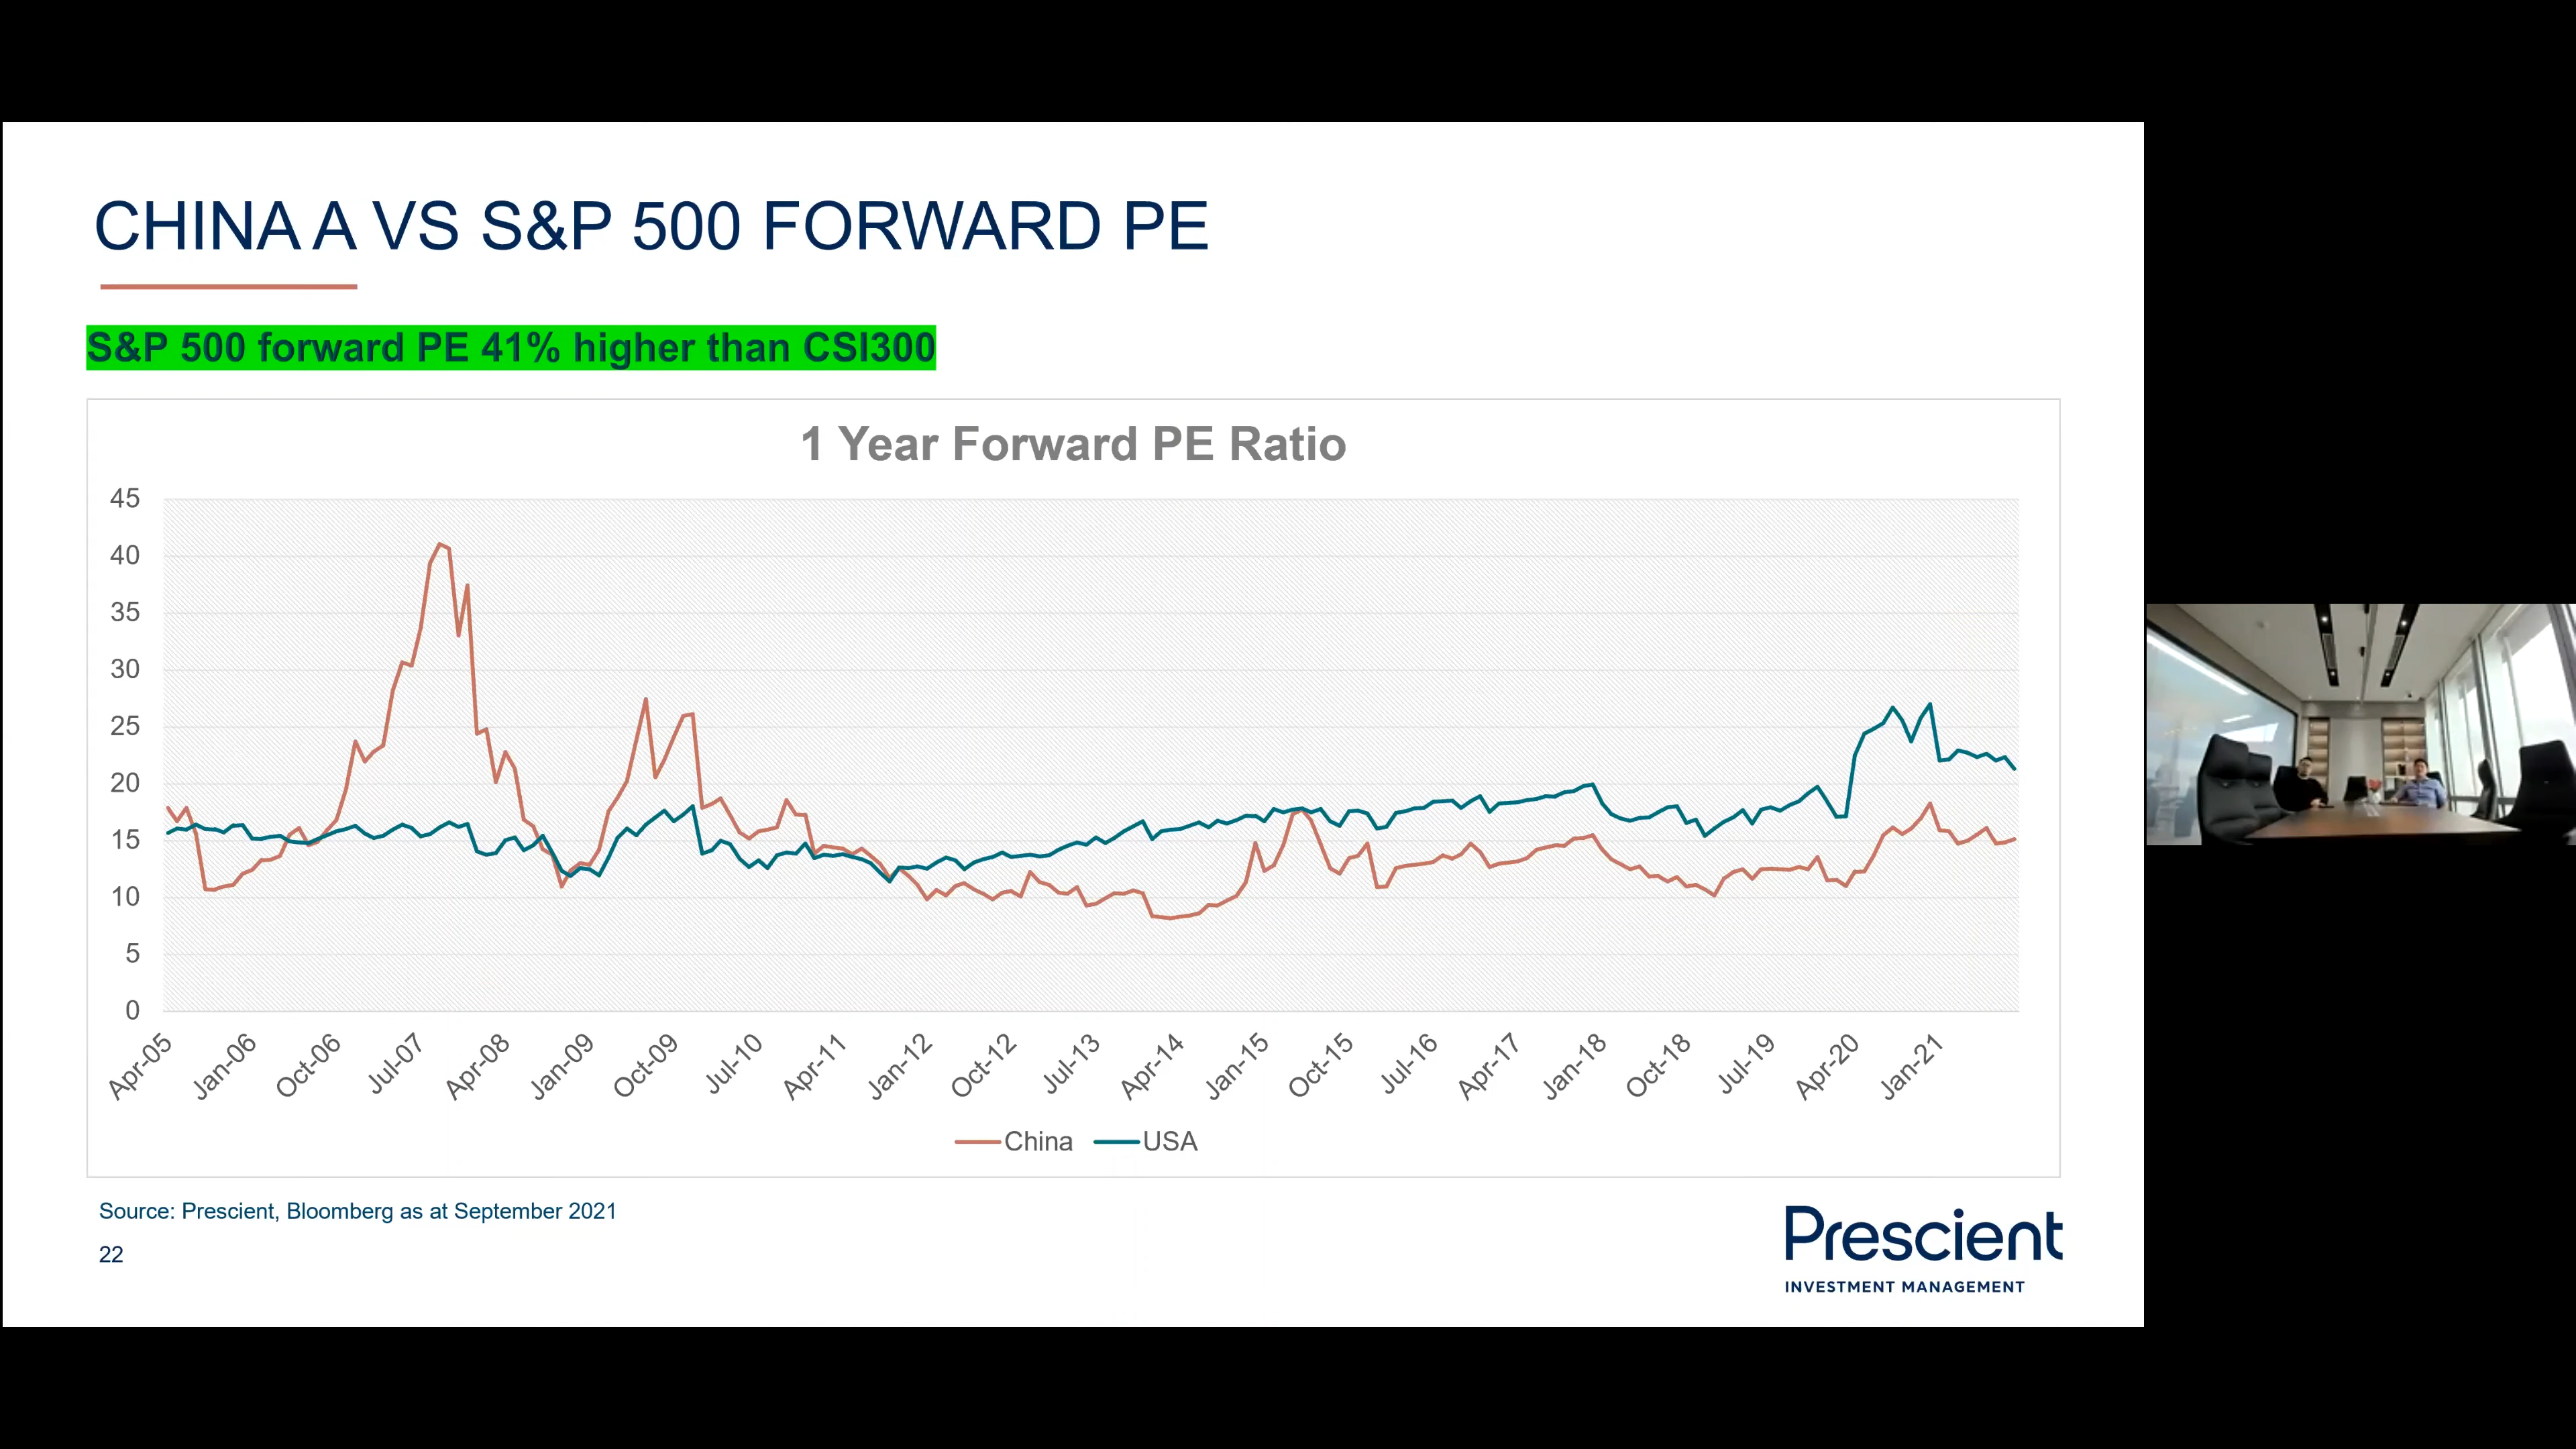 CHINA A VS S&P 500 FORWARD PE
S&P 500 forward PE 41% higher than CSI300
1 Year Forward PE Ratio
45
40
35
30
25
20
15
10
5
0
Apr-05 Jan-06 Oct-06 Jul-07 Apr-08 Jan-09 Oct-09 Jul-10 Apr-11 Jan-12 Oct-12 Jul-13 Apr-14 Jan-15 Oct-15 Jul-16 Apr-17 Jan-18 Oct-18 Jul-19 Apr-20 Jan-21
China USA
Source: Prescient, Bloomberg as at September 2021
22
Prescient
INVESTMENT MANAGEMENT